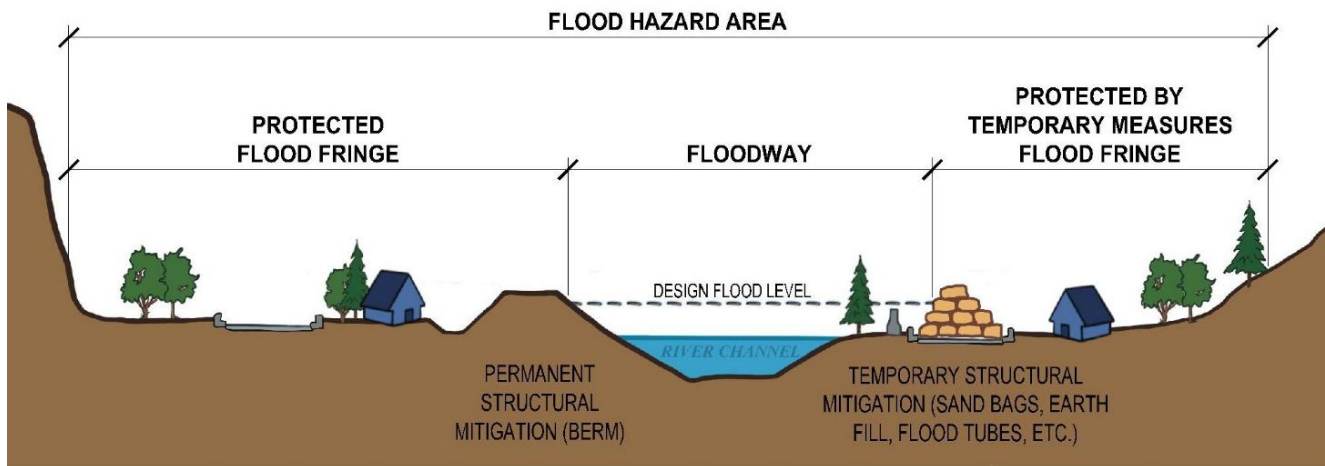 FLOOD HAZARD AREA
PROTECTED
FLOOD FRINGE
FLOODWAY
PROTECTED BY
TEMPORARY MEASURES
FLOOD FRINGE
DESIGN FLOOD LEVEL
RIVER CHANNEL
PERMANENT
STRUCTURAL
MITIGATION (BERM)
TEMPORARY STRUCTURAL
MITIGATION (SAND BAGS, EARTH
FILL, FLOOD TUBES, ETC.)